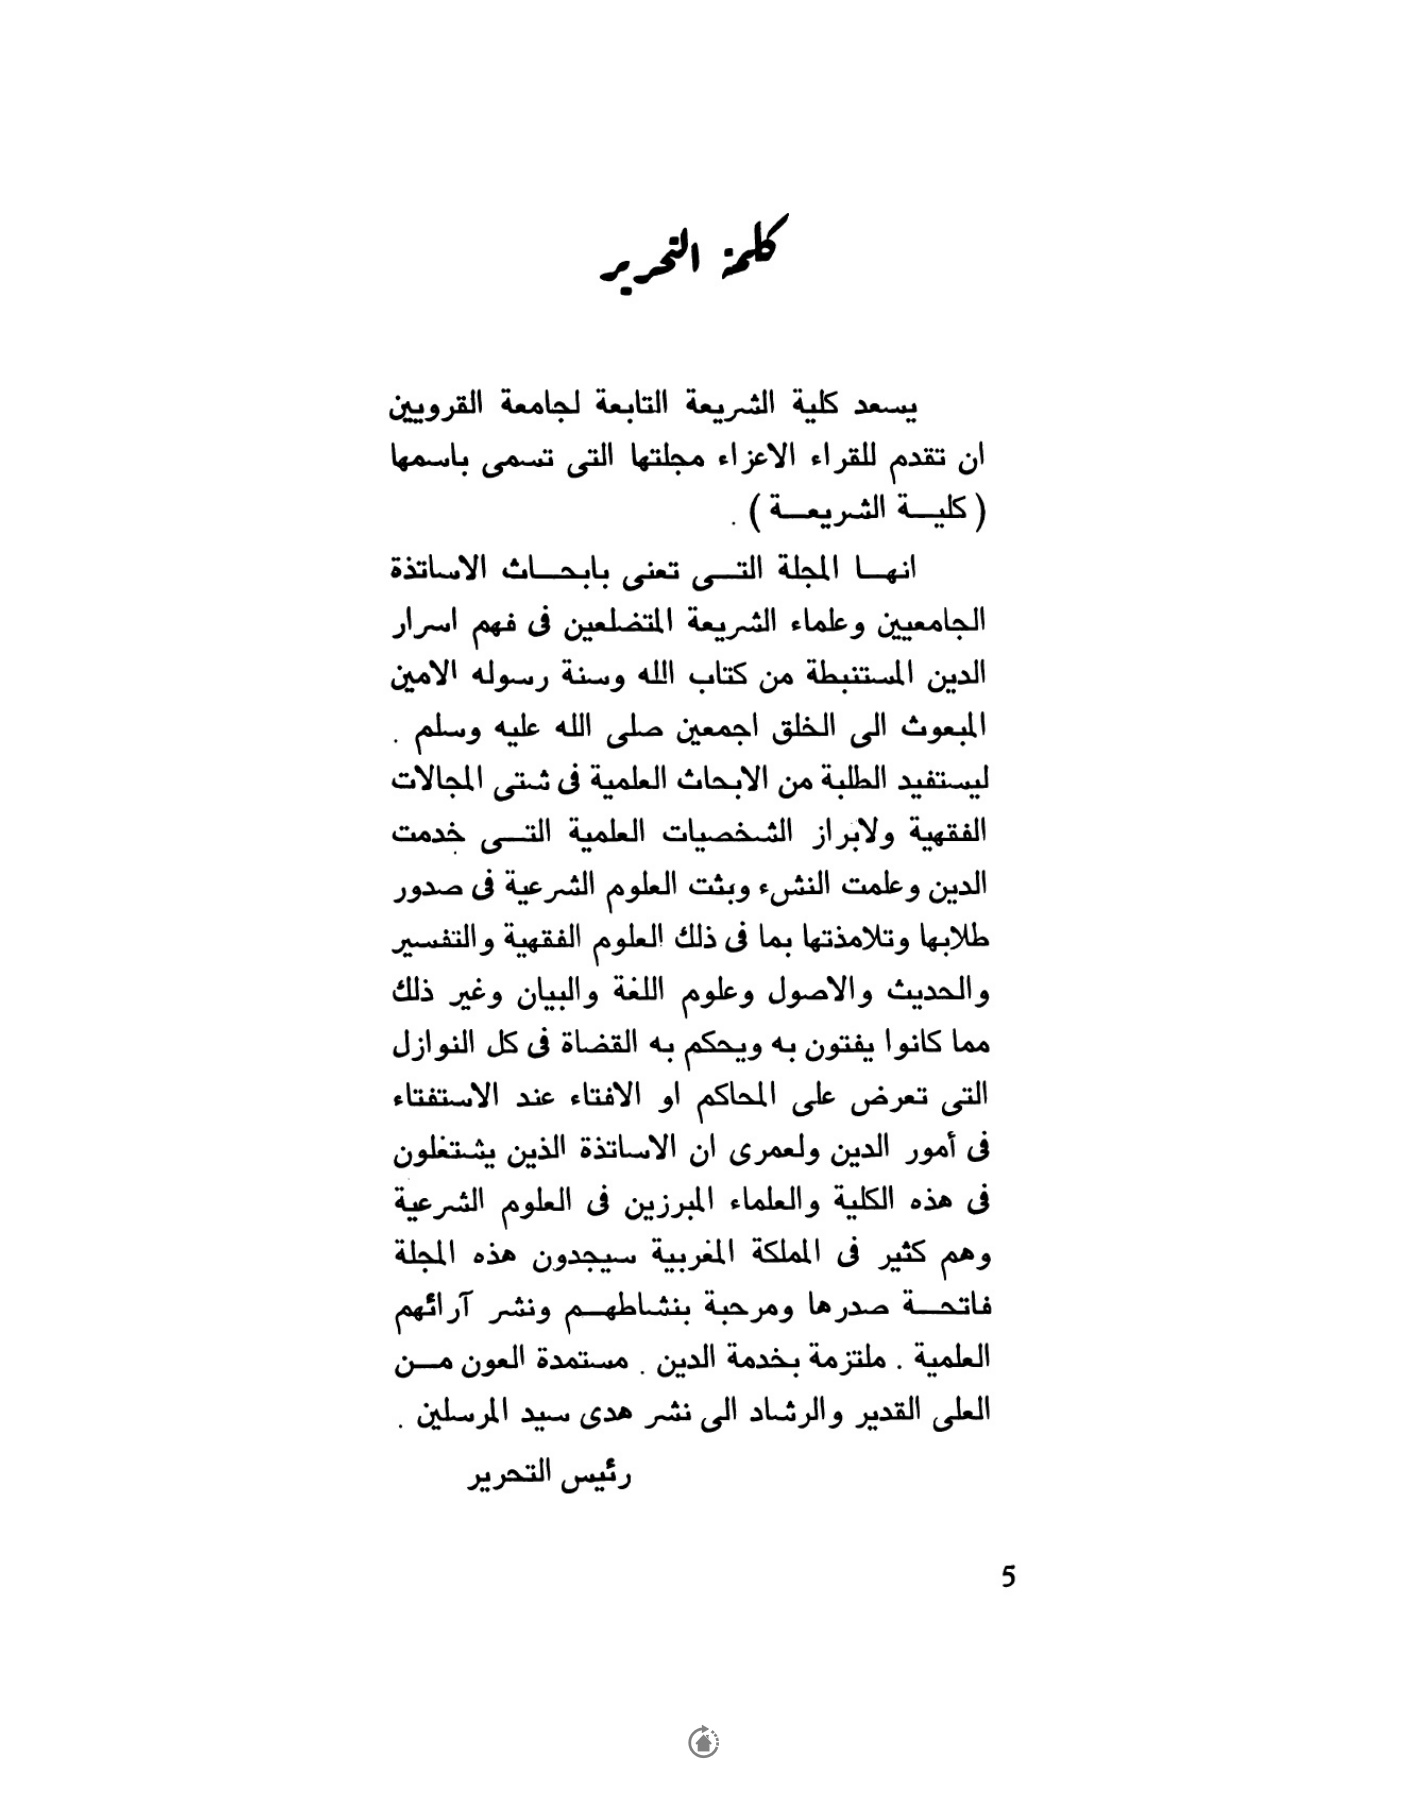 كلمة التحرير
يسعد كلية الشريعة التابعة لجامعة القرويين
ان تقدم للقراء الاعزاء مجلتها التى تسمى باسمها
( كليــة الشريعــة ) .
انهــا المجلة التــى تعنى بابحــاث الاساتذة
الجامعيين وعلماء الشريعة المتضلعين فى فهم اسرار
الدين المستنبطة من كتاب الله وسنة رسوله الامين
المبعوث الى الخلق اجمعين صلى الله عليه وسلم .
ليستفيد الطلبة من الابحاث العلمية فى شتى المجالات
الفقهية ولابراز الشخصيات العلمية التــى خدمت
الدين وعلمت النشء وبثت العلوم الشرعية فى صدور
طلابها وتلامذتها بما فى ذلك العلوم الفقهية والتفسير
والحديث والاصول وعلوم اللغة والبيان وغير ذلك
مما كانوا يفتون به ويحكم به القضاة فى كل النوازل
التى تعرض على المحاكم او الافتاء عند الاستفتاء
فى أمور الدين ولعمرى ان الاساتذة الذين يشتغلون
فى هذه الكلية والعلماء المبرزين فى العلوم الشرعية
وهم كثير فى المملكة المغربية سيجدون هذه المجلة
فاتحــة صدرها ومرحبة بنشاطهــم ونشر آرائهم
العلمية . ملتزمة بخدمة الدين . مستمدة العون مــن
العلى القدير والرشاد الى نشر هدى سيد المرسلين .
رئيس التحرير
5